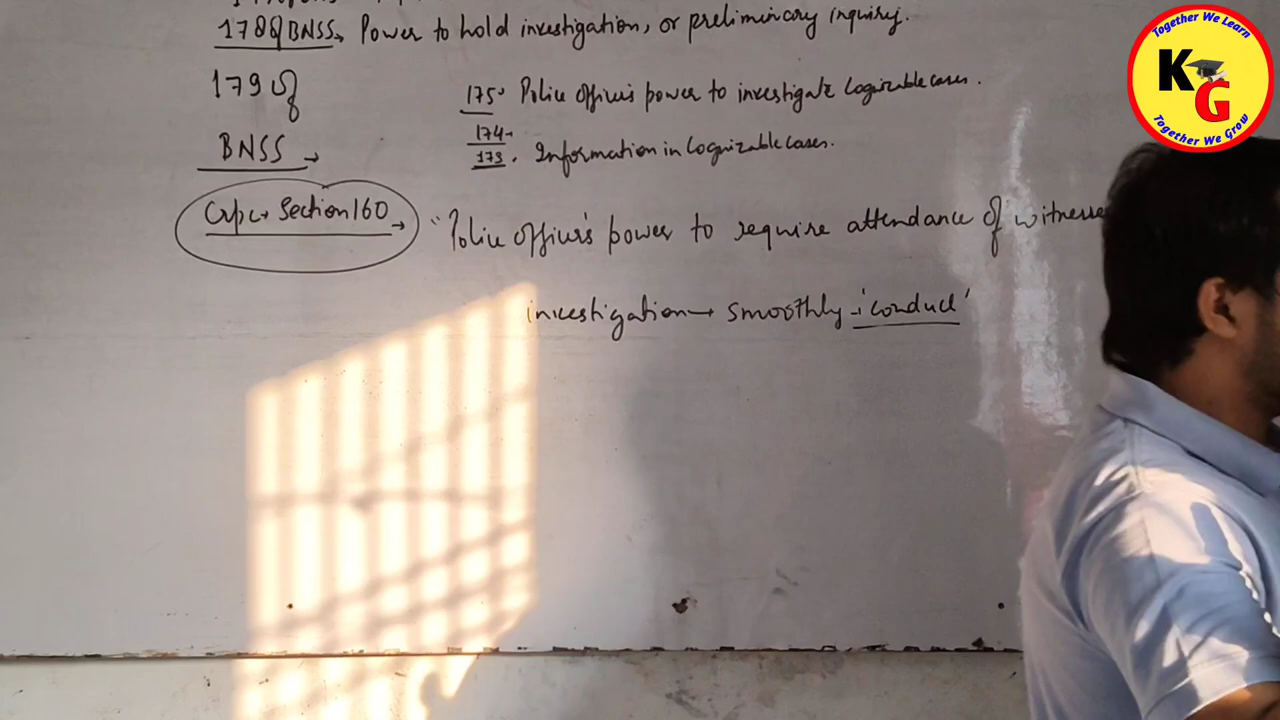 178 of BNSS → Power to hold investigation, or preliminary inquiry.
179 of
BNSS →
175. Police officer's power to investigate Cognizable cases.
174.
173. Information in Cognizable cases.
Crpc → Section 160 → "Police officer's power to require attendance of witnesse
investigation → smoothly - 'conduct'
Together We Learn
KG
Together We Grow